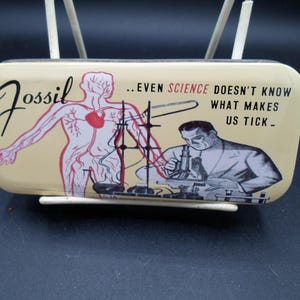 Fossil
..EVEN SCIENCE DOESN'T KNOW
WHAT MAKES
US TICK..